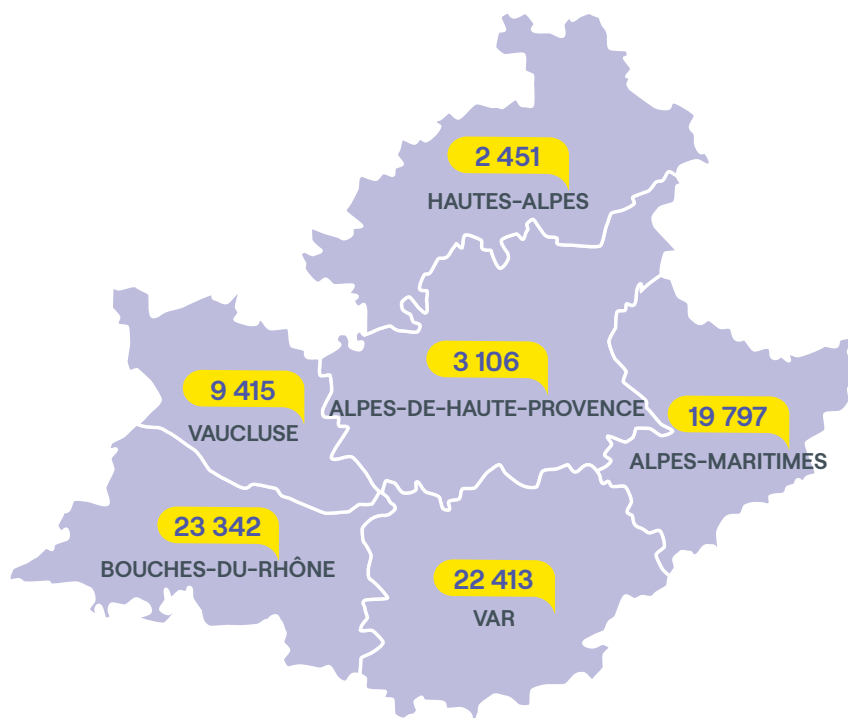 2 451
HAUTES-ALPES
3 106
ALPES-DE-HAUTE-PROVENCE
9 415
VAUCLUSE
19 797
ALPES-MARITIMES
23 342
BOUCHES-DU-RHÔNE
22 413
VAR